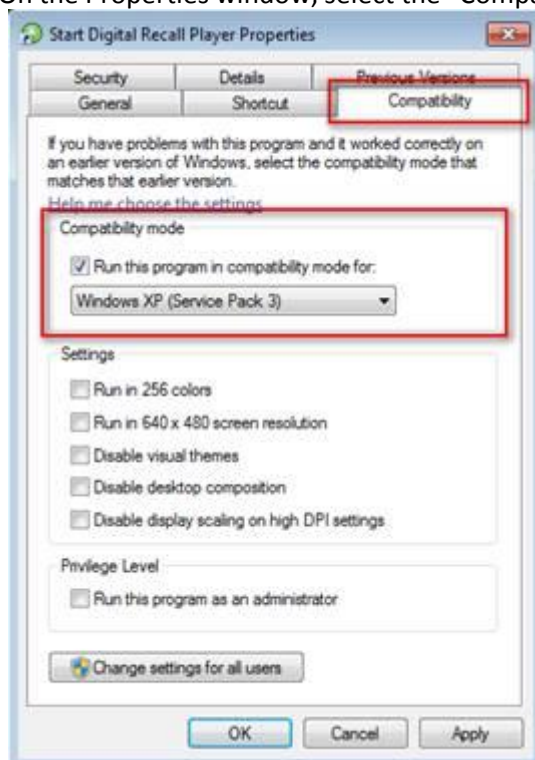 On the Properties window, select the "Compa
Start Digital Recall Player Properties
Security Details Previous Versions
General Shortcut Compatibility
If you have problems with this program and it worked correctly on
an earlier version of Windows, select the compatibility mode that
matches that earlier version.
Help me choose the settings
Compatibility mode
Run this program in compatibility mode for:
Windows XP (Service Pack 3)
Settings
Run in 256 colors
Run in 640 x 480 screen resolution
Disable visual themes
Disable desktop composition
Disable display scaling on high DPI settings
Privilege Level
Run this program as an administrator
Change settings for all users
OK Cancel Apply